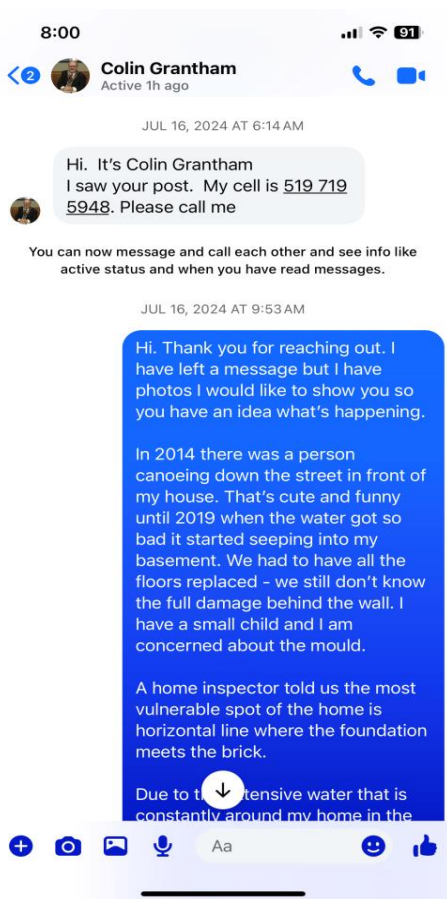 8:00
91
2
Colin Grantham
Active 1h ago
JUL 16, 2024 AT 6:14 AM
Hi. It's Colin Grantham
I saw your post. My cell is 519 719
5948. Please call me
You can now message and call each other and see info like
active status and when you have read messages.
JUL 16, 2024 AT 9:53 AM
Hi. Thank you for reaching out. I
have left a message but I have
photos I would like to show you so
you have an idea what's happening.
In 2014 there was a person
canoeing down the street in front of
my house. That's cute and funny
until 2019 when the water got so
bad it started seeping into my
basement. We had to have all the
floors replaced - we still don't know
the full damage behind the wall. I
have a small child and I am
concerned about the mould.
A home inspector told us the most
vulnerable spot of the home is
horizontal line where the foundation
meets the brick.
Due to tensive water that is
constantly around my home in the
Aa